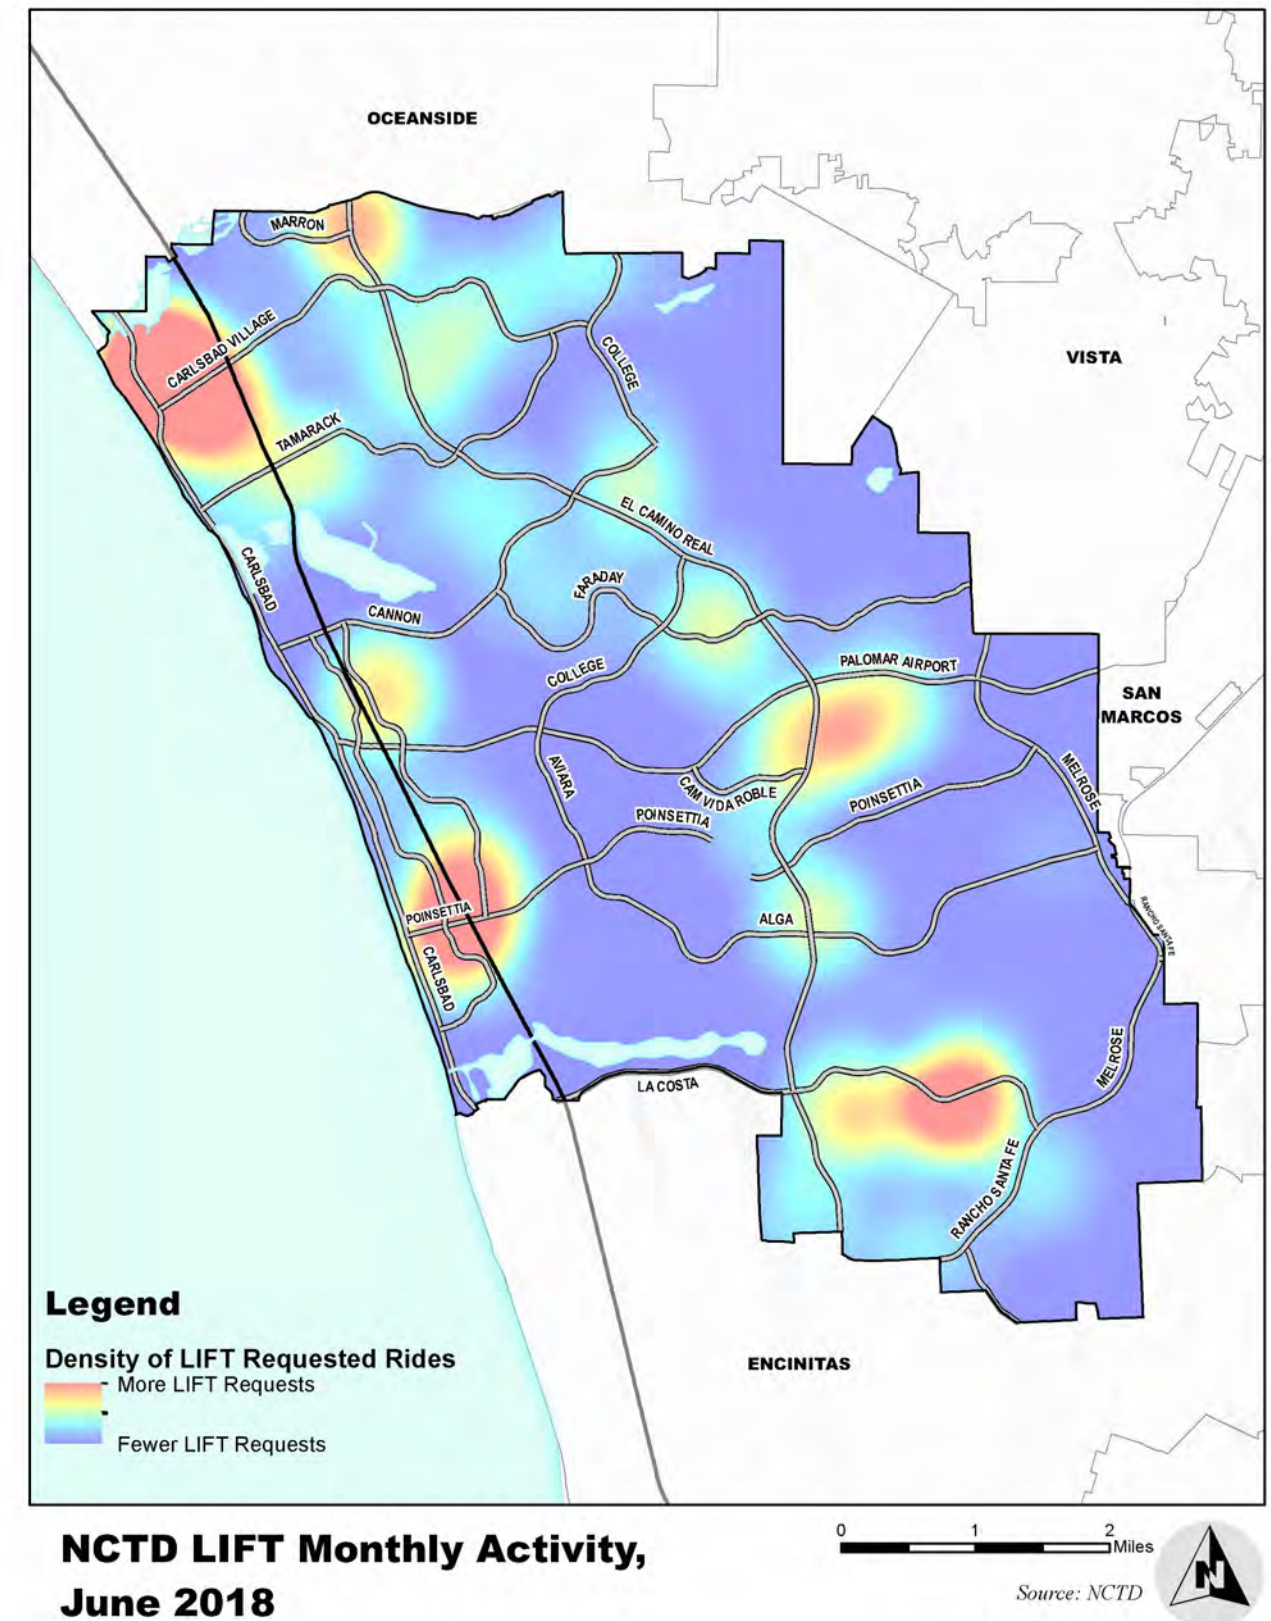 OCEANSIDE
MARRON
CARLSBAD VILLAGE
COLLEGE
VISTA
TAMARACK
EL CAMINO REAL
CARLSBAD
FARADAY
CANNON
COLLEGE
PALOMAR AIRPORT
SAN
MARCOS
AVIARA
CAM VIDA ROBLE
MELROSE
POINSETTIA
POINSETTIA
POINSETTIA
ALGA
RANCHO SANTA FE
CARLSBAD
LA COSTA
MELROSE
RANCHO SANTA FE
ENCINITAS
Legend
Density of LIFT Requested Rides
More LIFT Requests
Fewer LIFT Requests
NCTD LIFT Monthly Activity,
June 2018
0 1 2
Miles
Source: NCTD
N